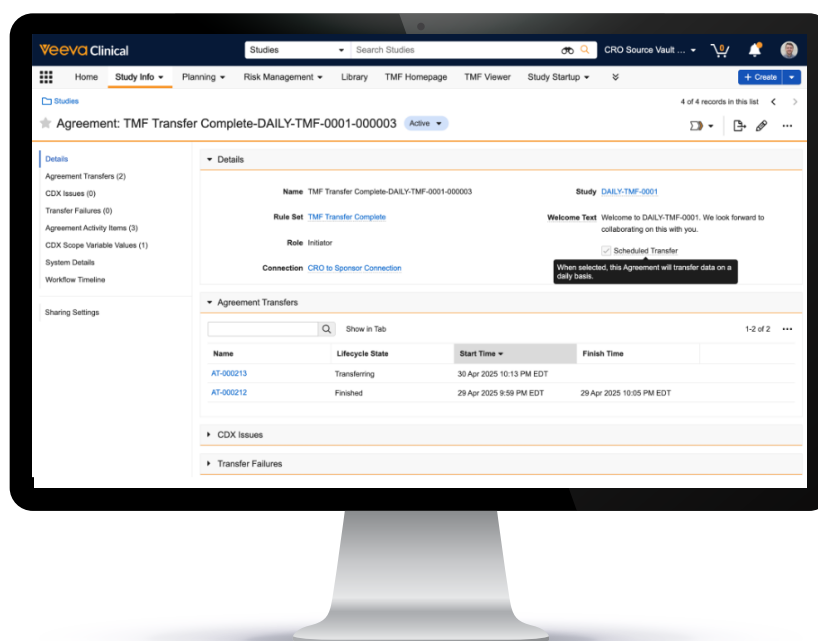 Veeva Clinical
Studies
Search Studies
CRO Source Vault ...
Home
Study Info
Planning
Risk Management
Library
TMF Homepage
TMF Viewer
Study Startup
+ Create
Studies
4 of 4 records in this list
Agreement: TMF Transfer Complete-DAILY-TMF-0001-000003
Active
Details
Agreement Transfers (2)
CDX Issues (0)
Transfer Failures (0)
Agreement Activity Items (3)
CDX Scope Variable Values (1)
System Details
Workflow Timeline
Sharing Settings
Details
Name TMF Transfer Complete-DAILY-TMF-0001-000003
Study DAILY-TMF-0001
Rule Set TMF Transfer Complete
Welcome Text Welcome to DAILY-TMF-0001. We look forward to
collaborating on this with you.
Role Initiator
Scheduled Transfer
Connection CRO to Sponsor Connection
When selected, this Agreement will transfer data on a
daily basis.
Agreement Transfers
Show in Tab
1-2 of 2
Name Lifecycle State Start Time Finish Time
AT-000213 Transferring 30 Apr 2025 10:13 PM EDT
AT-000212 Finished 29 Apr 2025 9:59 PM EDT 29 Apr 2025 10:05 PM EDT
CDX Issues
Transfer Failures